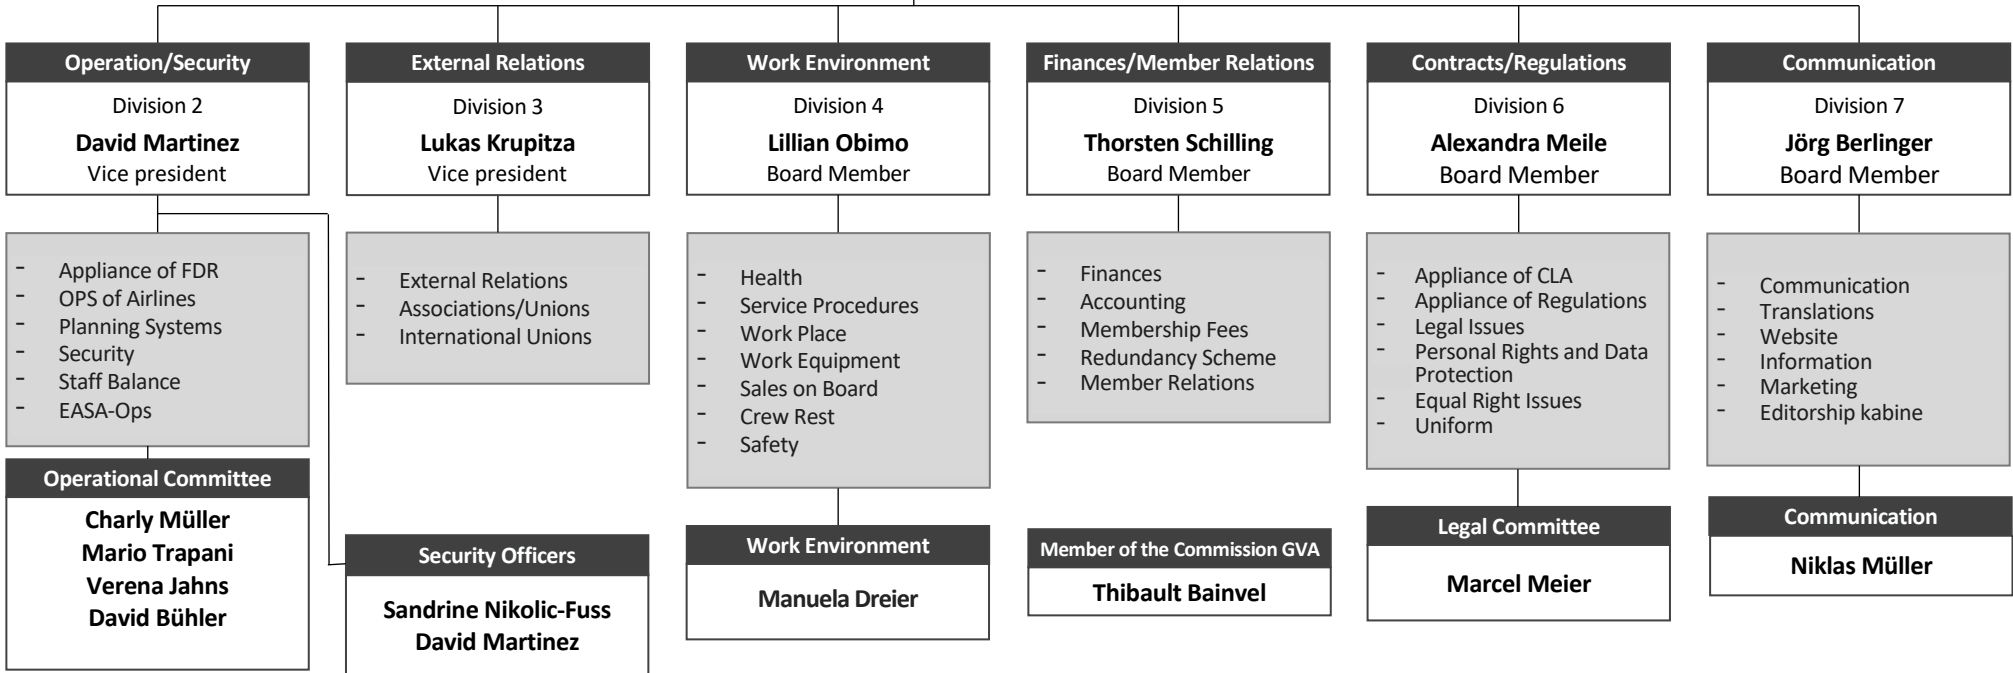 Operation/Security
Division 2
David Martinez
Vice president
- Appliance of FDR
- OPS of Airlines
- Planning Systems
- Security
- Staff Balance
- EASA-Ops
Operational Committee
Charly Müller
Mario Trapani
Verena Jahns
David Bühler
External Relations
Division 3
Lukas Krupitza
Vice president
- External Relations
- Associations/Unions
- International Unions
Security Officers
Sandrine Nikolic-Fuss
David Martinez
Work Environment
Division 4
Lillian Obimo
Board Member
- Health
- Service Procedures
- Work Place
- Work Equipment
- Sales on Board
- Crew Rest
- Safety
Work Environment
Manuela Dreier
Finances/Member Relations
Division 5
Thorsten Schilling
Board Member
- Finances
- Accounting
- Membership Fees
- Redundancy Scheme
- Member Relations
Member of the Commission GVA
Thibault Bainvel
Contracts/Regulations
Division 6
Alexandra Meile
Board Member
- Appliance of CLA
- Appliance of Regulations
- Legal Issues
- Personal Rights and Data
Protection
- Equal Right Issues
- Uniform
Legal Committee
Marcel Meier
Communication
Division 7
Jörg Berlinger
Board Member
- Communication
- Translations
- Website
- Information
- Marketing
- Editorship kabine
Communication
Niklas Müller